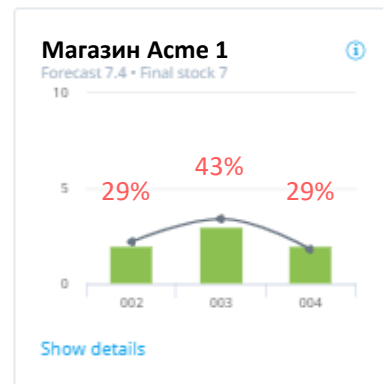 Магазин Acme 1
Forecast 7.4 • Final stock 7
10
43%
5
29%
29%
0
002 003 004
Show details